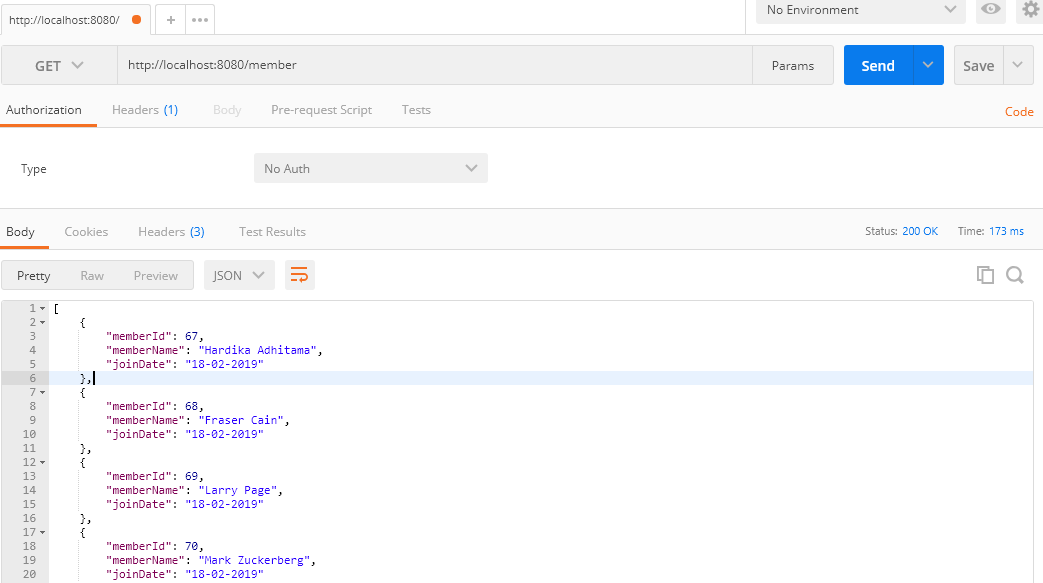 http://localhost:8080/ + ••• No Environment
GET http://localhost:8080/member Params Send Save
Authorization Headers (1) Body Pre-request Script Tests Code
Type No Auth
Body Cookies Headers (3) Test Results Status: 200 OK Time: 173 ms
Pretty Raw Preview JSON
1 [
2 {
3 "memberId": 67,
4 "memberName": "Hardika Adhitama",
5 "joinDate": "18-02-2019"
6 },
7 {
8 "memberId": 68,
9 "memberName": "Fraser Cain",
10 "joinDate": "18-02-2019"
11 },
12 {
13 "memberId": 69,
14 "memberName": "Larry Page",
15 "joinDate": "18-02-2019"
16 },
17 {
18 "memberId": 70,
19 "memberName": "Mark Zuckerberg",
20 "joinDate": "18-02-2019"